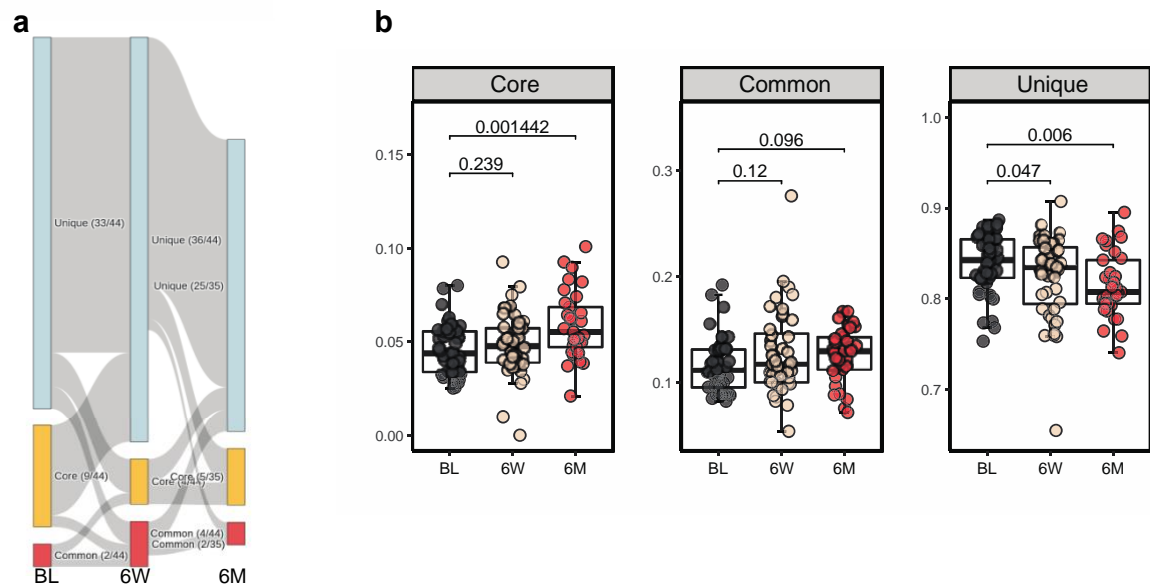 a
b
Unique (33/44)
Unique (36/44)
Unique (25/35)
Core (9/44)
Core (5/35)
Core (4/44)
Common (4/44)
Common (2/35)
Common (2/44)
BL 6W 6M
Core
0.001442
0.239
0.15
0.10
0.05
0.00
BL 6W 6M
Common
0.096
0.12
0.3
0.2
0.1
BL 6W 6M
Unique
0.006
0.047
1.0
0.9
0.8
0.7
BL 6W 6M